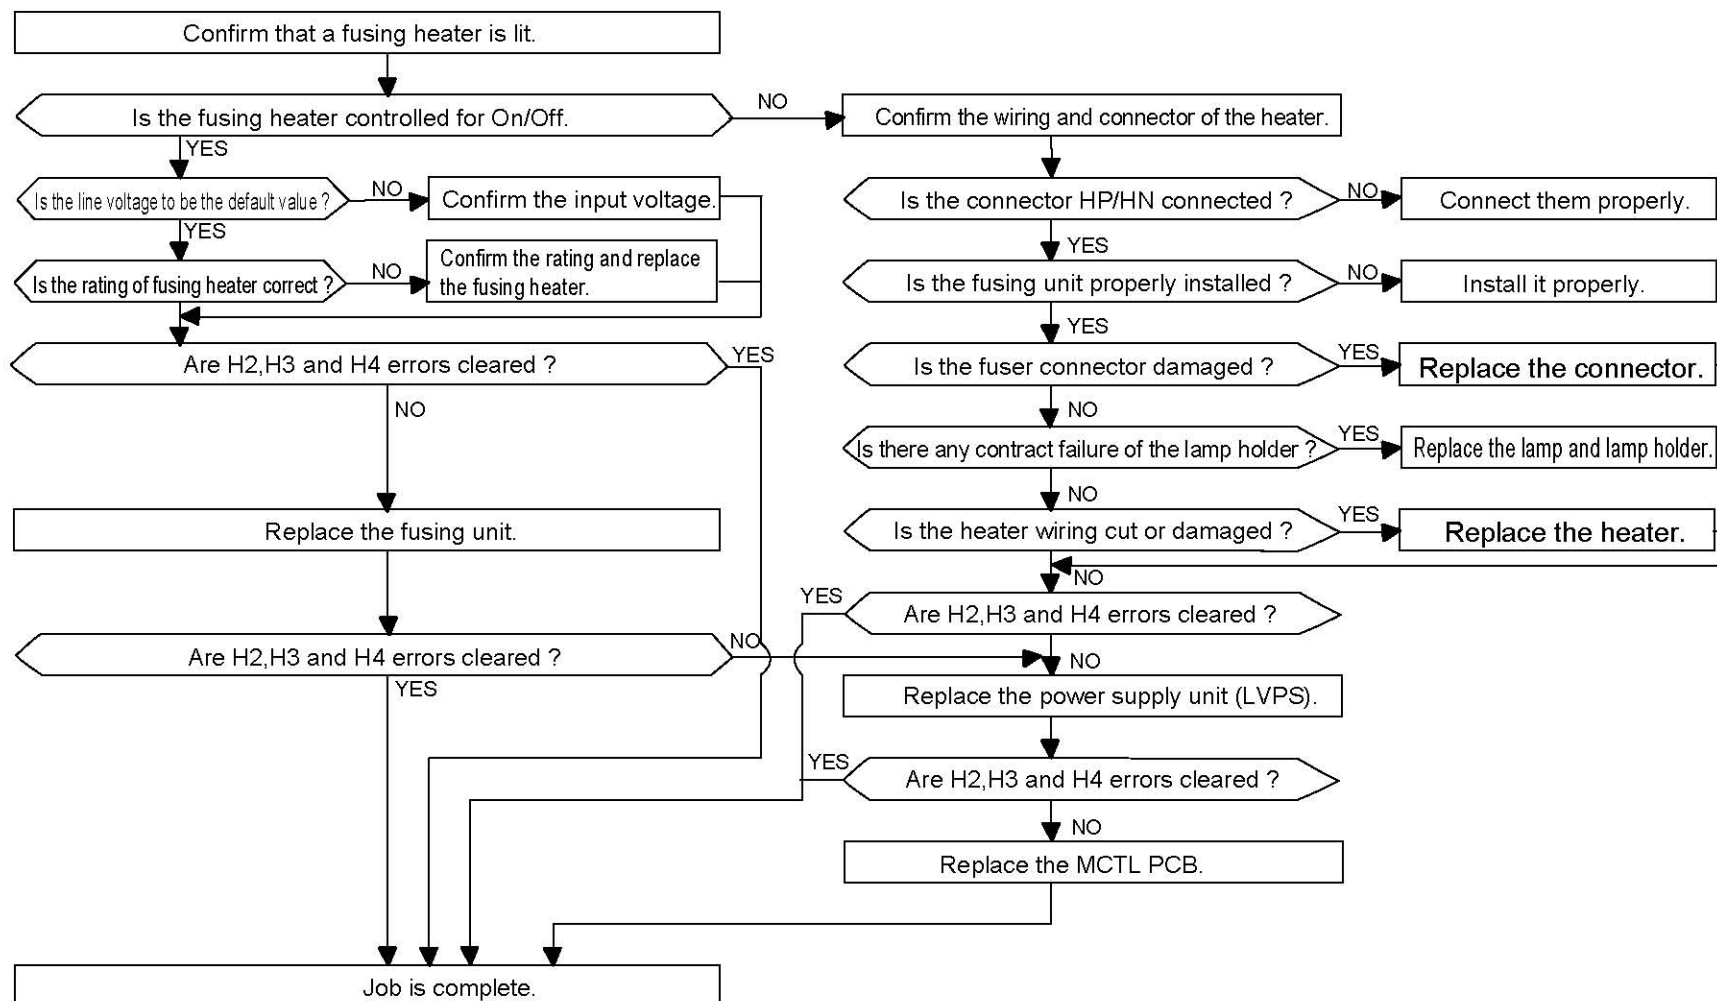 Confirm that a fusing heater is lit.
Is the fusing heater controlled for On/Off.
NO
Confirm the wiring and connector of the heater.
YES
Is the line voltage to be the default value ?
NO
Confirm the input voltage.
Is the connector HP/HN connected ?
NO
Connect them properly.
YES
YES
Is the rating of fusing heater correct ?
NO
Confirm the rating and replace
the fusing heater.
Is the fusing unit properly installed ?
NO
Install it properly.
YES
Are H2,H3 and H4 errors cleared ?
YES
Is the fuser connector damaged ?
YES
Replace the connector.
NO
NO
Is there any contract failure of the lamp holder ?
YES
Replace the lamp and lamp holder.
NO
Replace the fusing unit.
Is the heater wiring cut or damaged ?
YES
Replace the heater.
NO
YES
Are H2,H3 and H4 errors cleared ?
Are H2,H3 and H4 errors cleared ?
NO
NO
YES
Replace the power supply unit (LVPS).
YES
Are H2,H3 and H4 errors cleared ?
NO
Replace the MCTL PCB.
Job is complete.